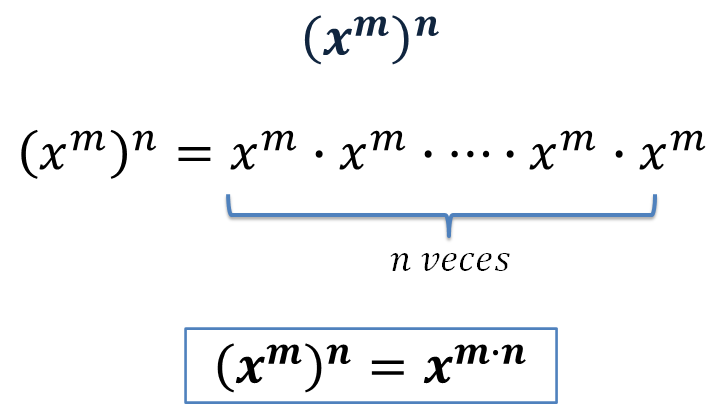 (x^m)^n
(x^m)^n = x^m · x^m · ⋯ · x^m · x^m
n veces
(x^m)^n = x^{m·n}